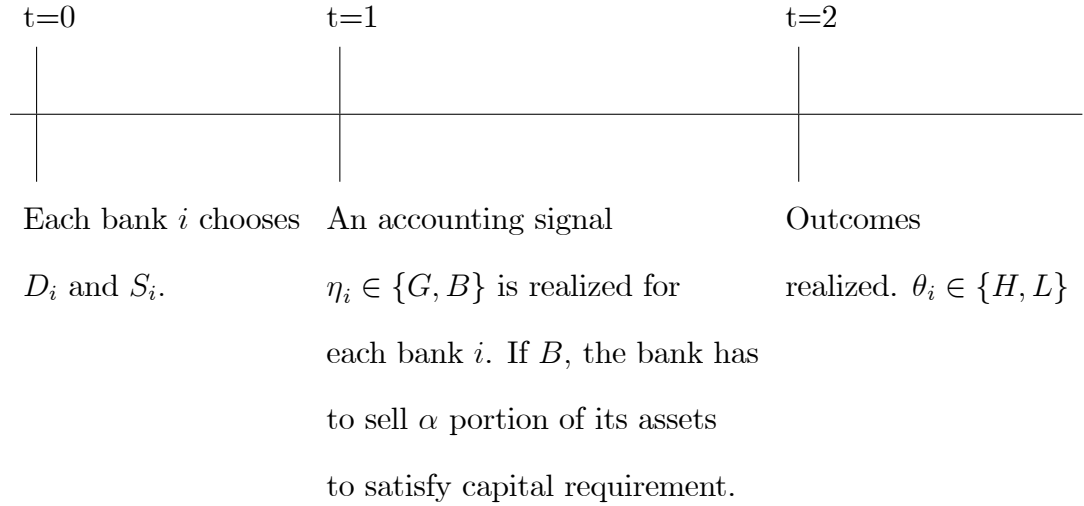 t=0 t=1 t=2
Each bank i chooses An accounting signal Outcomes
D_i and S_i. η_i ∈ {G, B} is realized for realized. θ_i ∈ {H, L}
each bank i. If B, the bank has
to sell α portion of its assets
to satisfy capital requirement.